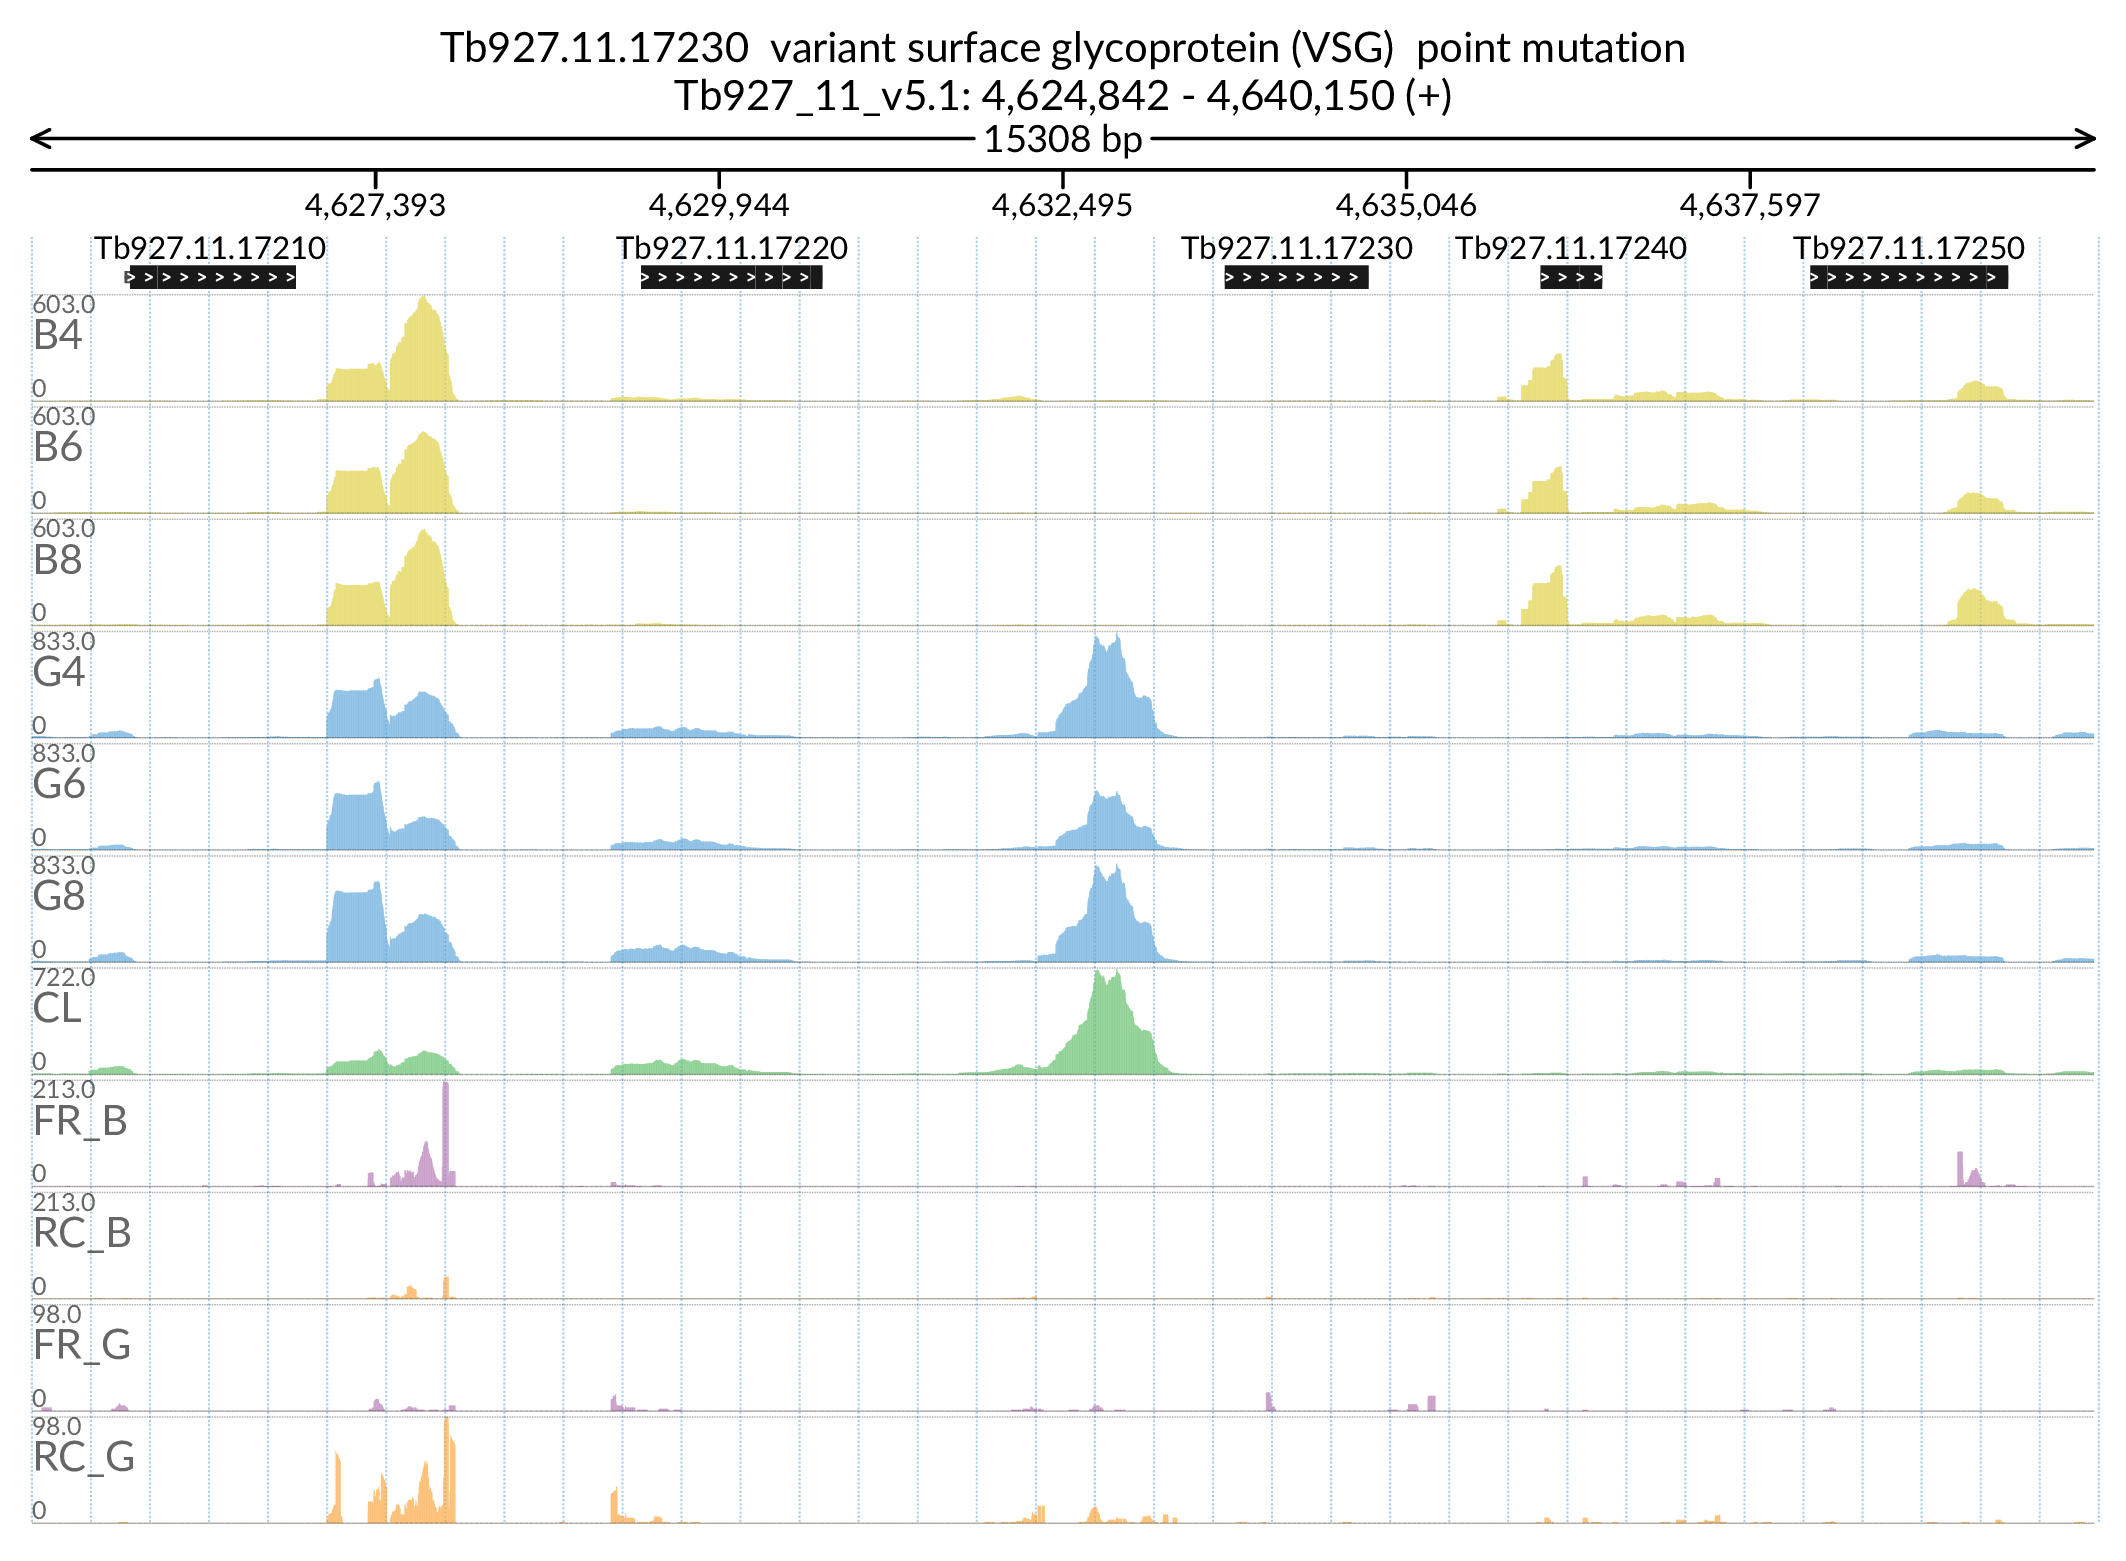 Tb927.11.17230 variant surface glycoprotein (VSG) point mutation
Tb927_11_v5.1: 4,624,842 - 4,640,150 (+)
15308 bp
4,627,393 4,629,944 4,632,495 4,635,046 4,637,597
Tb927.11.17210 Tb927.11.17220 Tb927.11.17230 Tb927.11.17240 Tb927.11.17250
603.0
B4
0
603.0
B6
0
603.0
B8
0
833.0
G4
0
833.0
G6
0
833.0
G8
0
722.0
CL
0
213.0
FR_B
0
213.0
RC_B
0
98.0
FR_G
0
98.0
RC_G
0